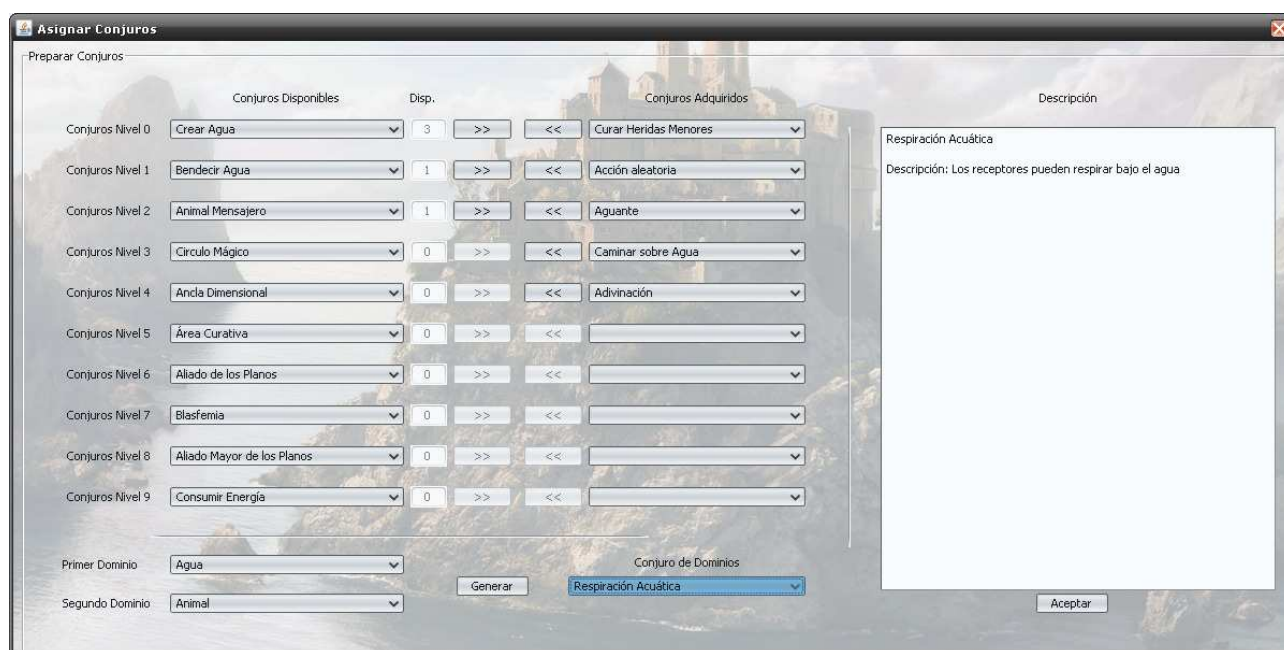 Asignar Conjuros
Preparar Conjuros
Conjuros Disponibles Disp. Conjuros Adquiridos Descripción
Conjuros Nivel 0 Crear Agua 3 >> << Curar Heridas Menores
Respiración Acuática
Conjuros Nivel 1 Bendecir Agua 1 >> << Acción aleatoria
Descripción: Los receptores pueden respirar bajo el agua
Conjuros Nivel 2 Animal Mensajero 1 >> << Aguante
Conjuros Nivel 3 Circulo Mágico 0 >> << Caminar sobre Agua
Conjuros Nivel 4 Ancla Dimensional 0 >> << Adivinación
Conjuros Nivel 5 Área Curativa 0 >> <<
Conjuros Nivel 6 Aliado de los Planos 0 >> <<
Conjuros Nivel 7 Blasfemia 0 >> <<
Conjuros Nivel 8 Aliado Mayor de los Planos 0 >> <<
Conjuros Nivel 9 Consumir Energía 0 >> <<
Primer Dominio Agua Conjuro de Dominios
Generar Respiración Acuática
Segundo Dominio Animal Aceptar